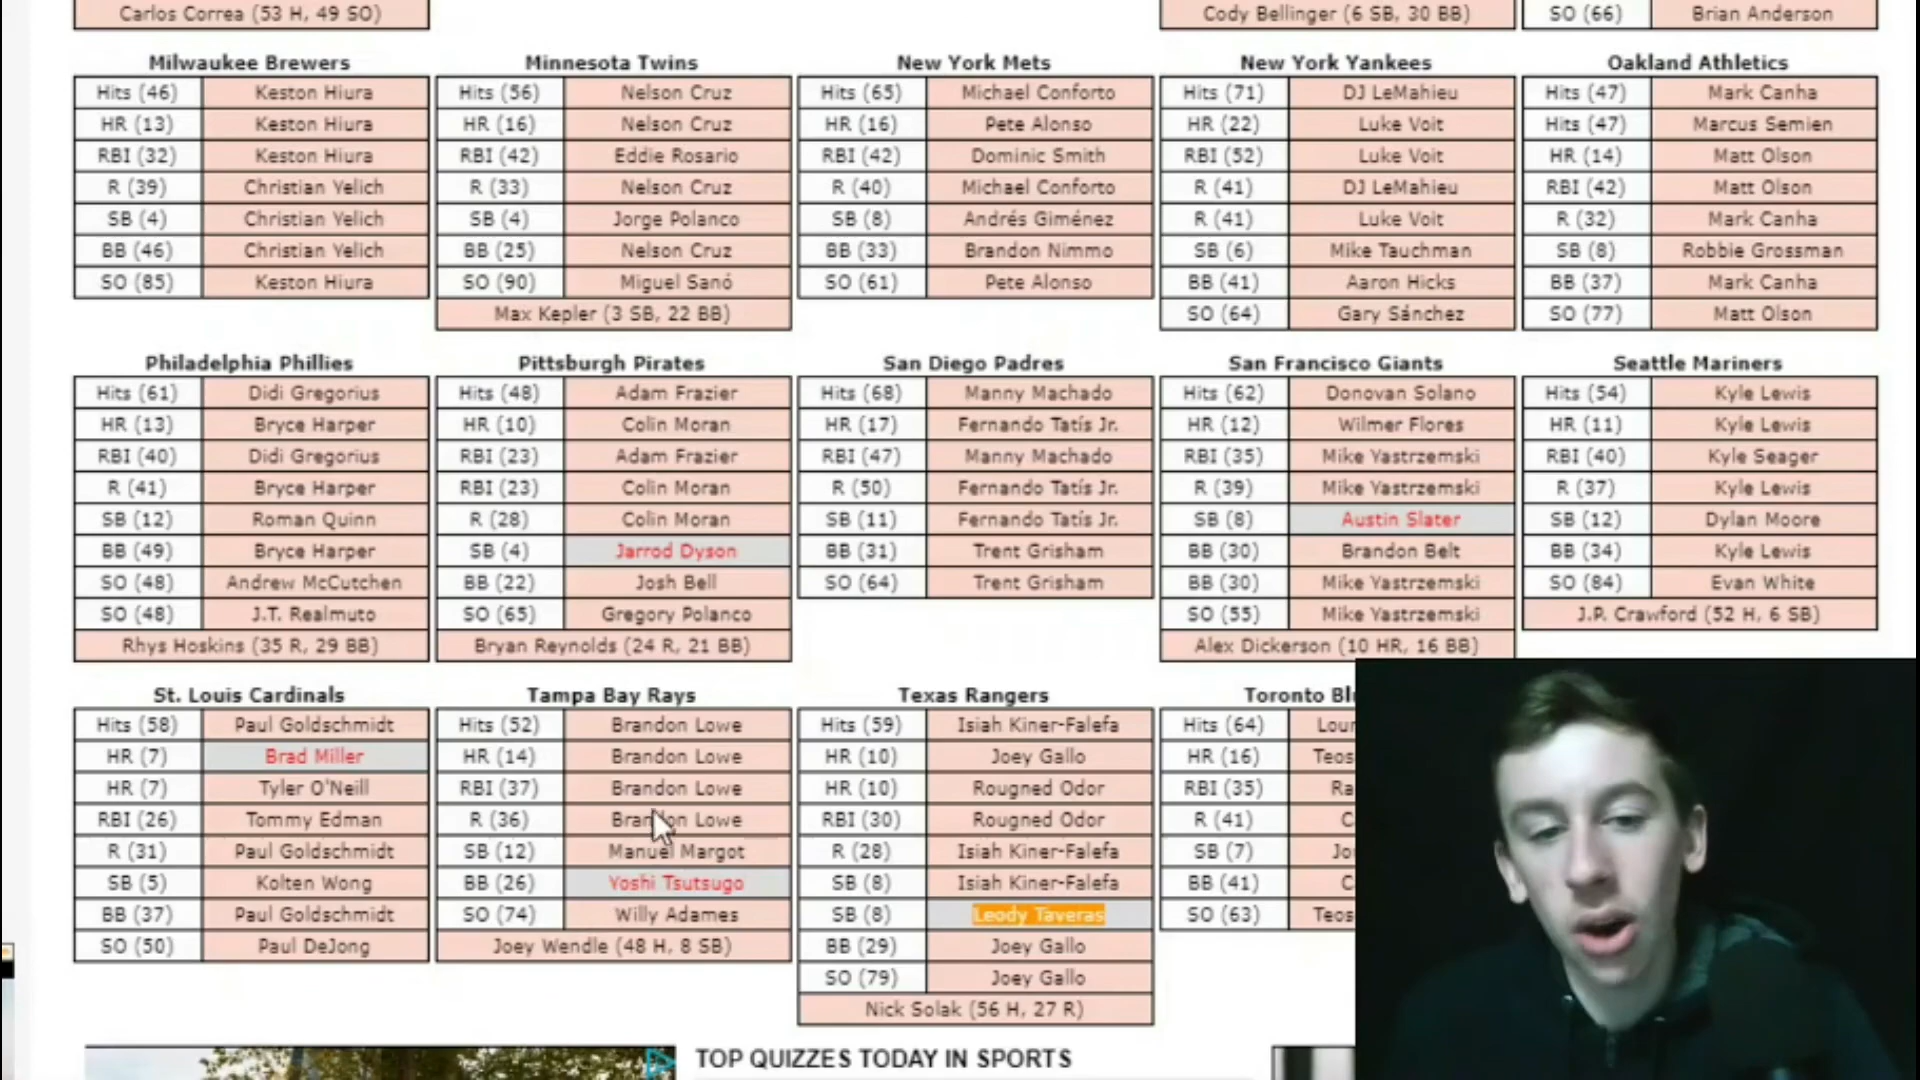 Carlos Correa (53 H, 49 SO)
Cody Bellinger (6 SB, 30 BB)
SO (66) Brian Anderson
Milwaukee Brewers
Hits (46) Keston Hiura
HR (13) Keston Hiura
RBI (32) Keston Hiura
R (39) Christian Yelich
SB (4) Christian Yelich
BB (46) Christian Yelich
SO (85) Keston Hiura
Minnesota Twins
Hits (56) Nelson Cruz
HR (16) Nelson Cruz
RBI (42) Eddie Rosario
R (33) Nelson Cruz
SB (4) Jorge Polanco
BB (25) Nelson Cruz
SO (90) Miguel Sanó
Max Kepler (3 SB, 22 BB)
New York Mets
Hits (65) Michael Conforto
HR (16) Pete Alonso
RBI (42) Dominic Smith
R (40) Michael Conforto
SB (8) Andrés Giménez
BB (33) Brandon Nimmo
SO (61) Pete Alonso
New York Yankees
Hits (71) DJ LeMahieu
HR (22) Luke Voit
RBI (52) Luke Voit
R (41) DJ LeMahieu
R (41) Luke Voit
SB (6) Mike Tauchman
BB (41) Aaron Hicks
SO (64) Gary Sánchez
Oakland Athletics
Hits (47) Mark Canha
Hits (47) Marcus Semien
HR (14) Matt Olson
RBI (42) Matt Olson
R (32) Mark Canha
SB (8) Robbie Grossman
BB (37) Mark Canha
SO (77) Matt Olson
Philadelphia Phillies
Hits (61) Didi Gregorius
HR (13) Bryce Harper
RBI (40) Didi Gregorius
R (41) Bryce Harper
SB (12) Roman Quinn
BB (49) Bryce Harper
SO (48) Andrew McCutchen
SO (48) J.T. Realmuto
Rhys Hoskins (35 R, 29 BB)
Pittsburgh Pirates
Hits (48) Adam Frazier
HR (10) Colin Moran
RBI (23) Adam Frazier
RBI (23) Colin Moran
R (28) Colin Moran
SB (4) Jarrod Dyson
BB (22) Josh Bell
SO (65) Gregory Polanco
Bryan Reynolds (24 R, 21 BB)
San Diego Padres
Hits (68) Manny Machado
HR (17) Fernando Tatís Jr.
RBI (47) Manny Machado
R (50) Fernando Tatís Jr.
SB (11) Fernando Tatís Jr.
BB (31) Trent Grisham
SO (64) Trent Grisham
San Francisco Giants
Hits (62) Donovan Solano
HR (12) Wilmer Flores
RBI (35) Mike Yastrzemski
R (39) Mike Yastrzemski
SB (8) Austin Slater
BB (30) Brandon Belt
BB (30) Mike Yastrzemski
SO (55) Mike Yastrzemski
Alex Dickerson (10 HR, 16 BB)
Seattle Mariners
Hits (54) Kyle Lewis
HR (11) Kyle Lewis
RBI (40) Kyle Seager
R (37) Kyle Lewis
SB (12) Dylan Moore
BB (34) Kyle Lewis
SO (84) Evan White
J.P. Crawford (52 H, 6 SB)
St. Louis Cardinals
Hits (58) Paul Goldschmidt
HR (7) Brad Miller
HR (7) Tyler O'Neill
RBI (26) Tommy Edman
R (31) Paul Goldschmidt
SB (5) Kolten Wong
BB (37) Paul Goldschmidt
SO (50) Paul DeJong
Tampa Bay Rays
Hits (52) Brandon Lowe
HR (14) Brandon Lowe
RBI (37) Brandon Lowe
R (36) Brandon Lowe
SB (12) Manuel Margot
BB (26) Yoshi Tsutsugo
SO (74) Willy Adames
Joey Wendle (48 H, 8 SB)
Texas Rangers
Hits (59) Isiah Kiner-Falefa
HR (10) Joey Gallo
HR (10) Rougned Odor
RBI (30) Rougned Odor
R (28) Isiah Kiner-Falefa
SB (8) Isiah Kiner-Falefa
SB (8) Leody Taveras
BB (29) Joey Gallo
SO (79) Joey Gallo
Nick Solak (56 H, 27 R)
Toronto Bl
Hits (64) Lour
HR (16) Teos
RBI (35) Ra
R (41) C
SB (7) Jo
BB (41) C
SO (63) Teos
TOP QUIZZES TODAY IN SPORTS